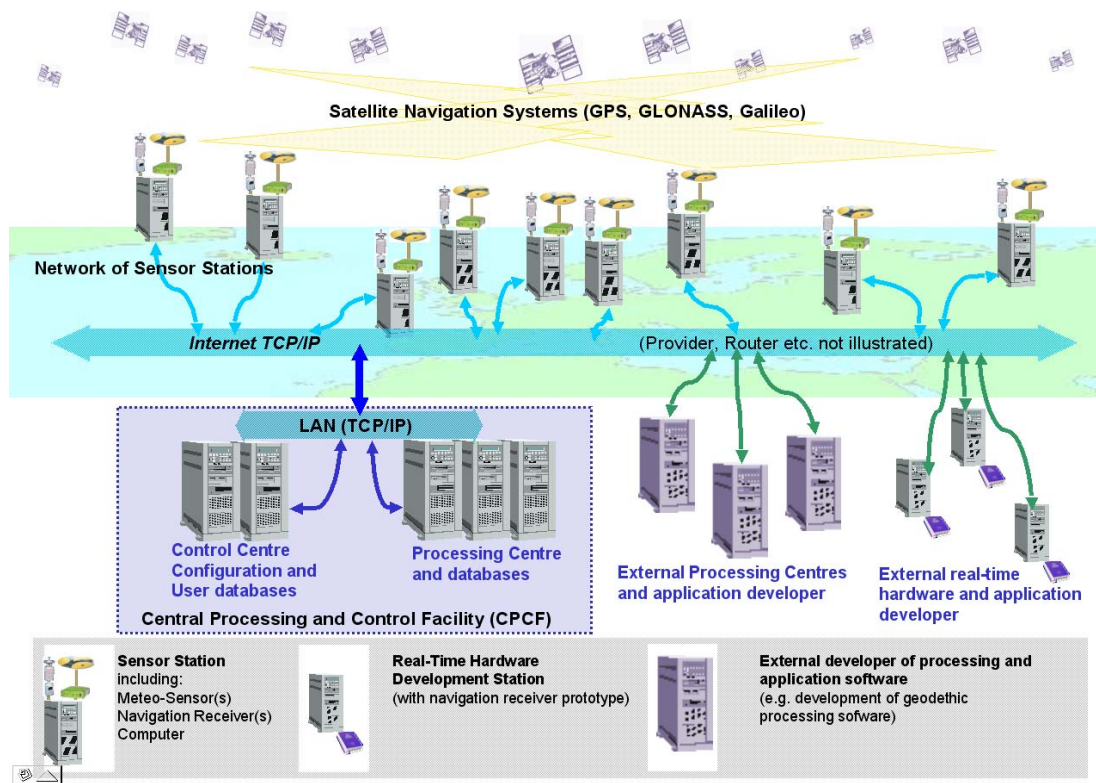 Satellite Navigation Systems (GPS, GLONASS, Galileo)
Network of Sensor Stations
Internet TCP/IP
(Provider, Router etc. not illustrated)
LAN (TCP/IP)
Control Centre
Configuration and
User databases
Processing Centre
and databases
Central Processing and Control Facility (CPCF)
External Processing Centres
and application developer
External real-time
hardware and application
developer
Sensor Station
including:
Meteo-Sensor(s)
Navigation Receiver(s)
Computer
Real-Time Hardware
Development Station
(with navigation receiver prototype)
External developer of processing and
application software
(e.g. development of geodethic
processing sofware)